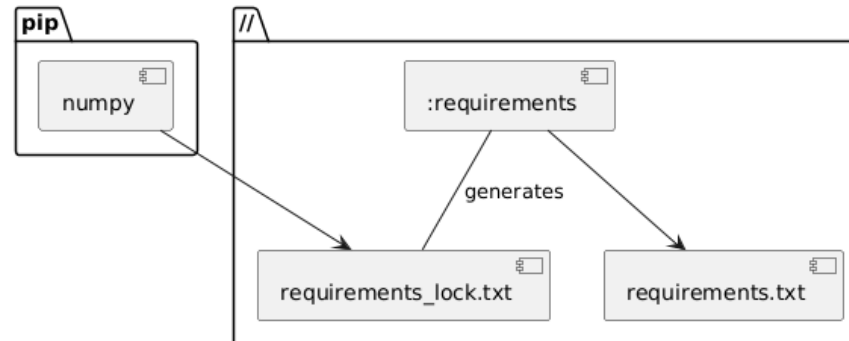 pip
//
numpy
:requirements
generates
requirements_lock.txt
requirements.txt